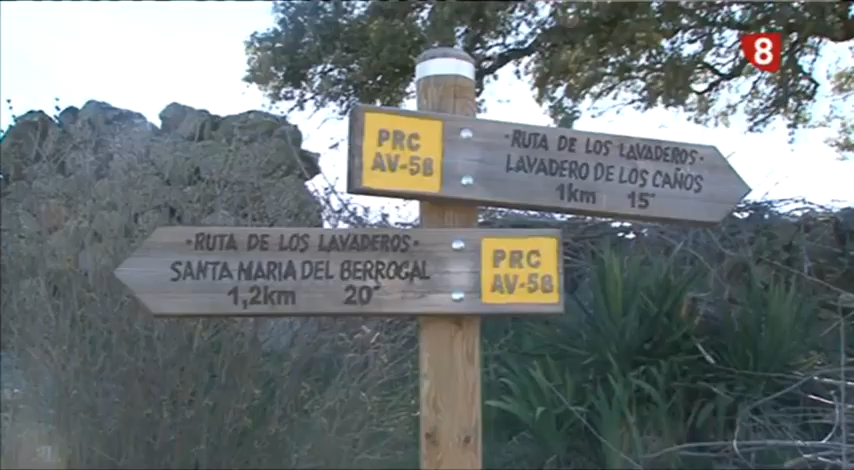 8
PRC
AV-58
·RUTA DE LOS LAVADEROS·
LAVADERO DE LOS CAÑOS
1km 15'
·RUTA DE LOS LAVADEROS·
SANTA MARIA DEL BERROCAL
1,2km 20'
PRC
AV-58